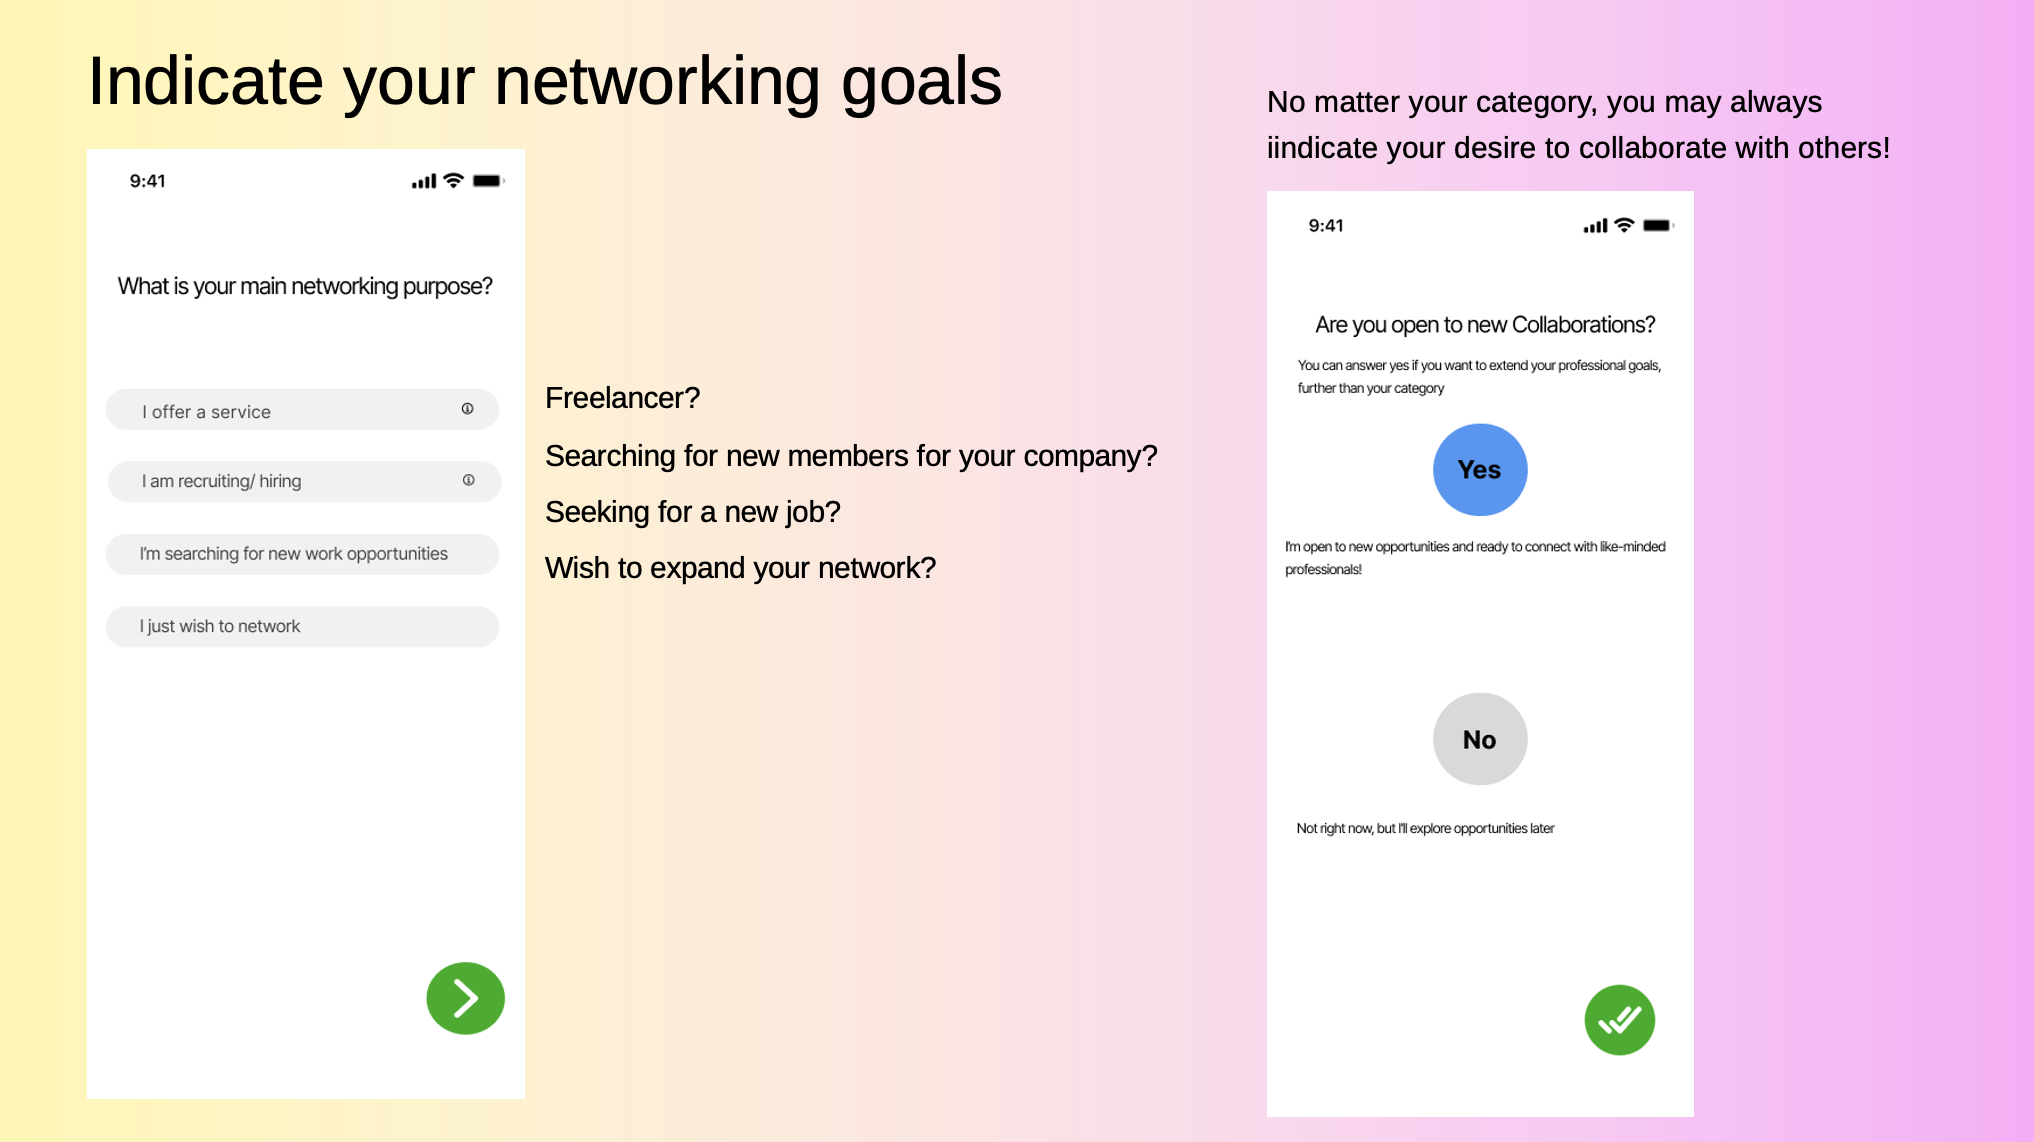 Indicate your networking goals
9:41
What is your main networking purpose?
I offer a service
I am recruiting/ hiring
I'm searching for new work opportunities
I just wish to network
Freelancer?
Searching for new members for your company?
Seeking for a new job?
Wish to expand your network?
No matter your category, you may always
iindicate your desire to collaborate with others!
9:41
Are you open to new Collaborations?
You can answer yes if you want to extend your professional goals,
further than your category
Yes
I'm open to new opportunities and ready to connect with like-minded
professionals!
No
Not right now, but I'll explore opportunities later